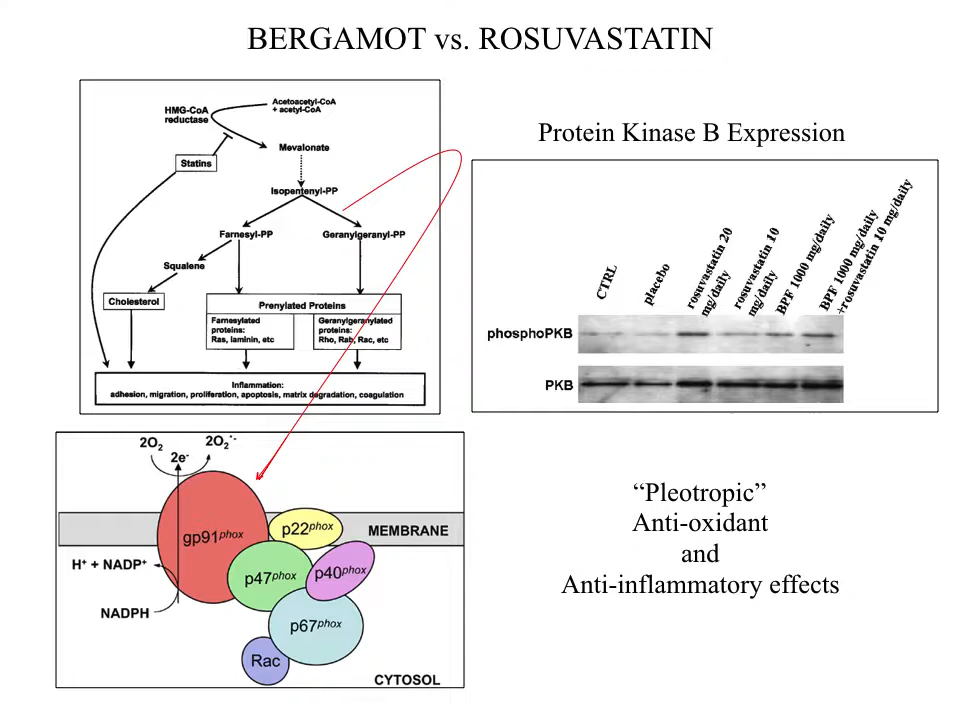 BERGAMOT vs. ROSUVASTATIN
HMG-CoA
reductase
Acetoacetyl-CoA
+ acetyl-CoA
Mevalonate
Statins
Isopentenyl-PP
Farnesyl-PP
Geranylgeranyl-PP
Squalene
Cholesterol
Prenylated Proteins
Farnesylated
proteins:
Ras, laminin, etc
Geranylgeranylated
proteins:
Rho, Rab, Rac, etc
Inflammation:
adhesion, migration, proliferation, apoptosis, matrix degradation, coagulation
Protein Kinase B Expression
CTRL
placebo
rosuvastatin 20
mg/daily
rosuvastatin 10
mg/daily
BPF 1000 mg/daily
BPF 1000 mg/daily
+rosuvastatin 10 mg/daily
phosphoPKB
PKB
2O2
2e-
2O2•-
gp91phox
p22phox
MEMBRANE
H+ + NADP+
p47phox
p40phox
NADPH
p67phox
Rac
CYTOSOL
“Pleotropic”
Anti-oxidant
and
Anti-inflammatory effects